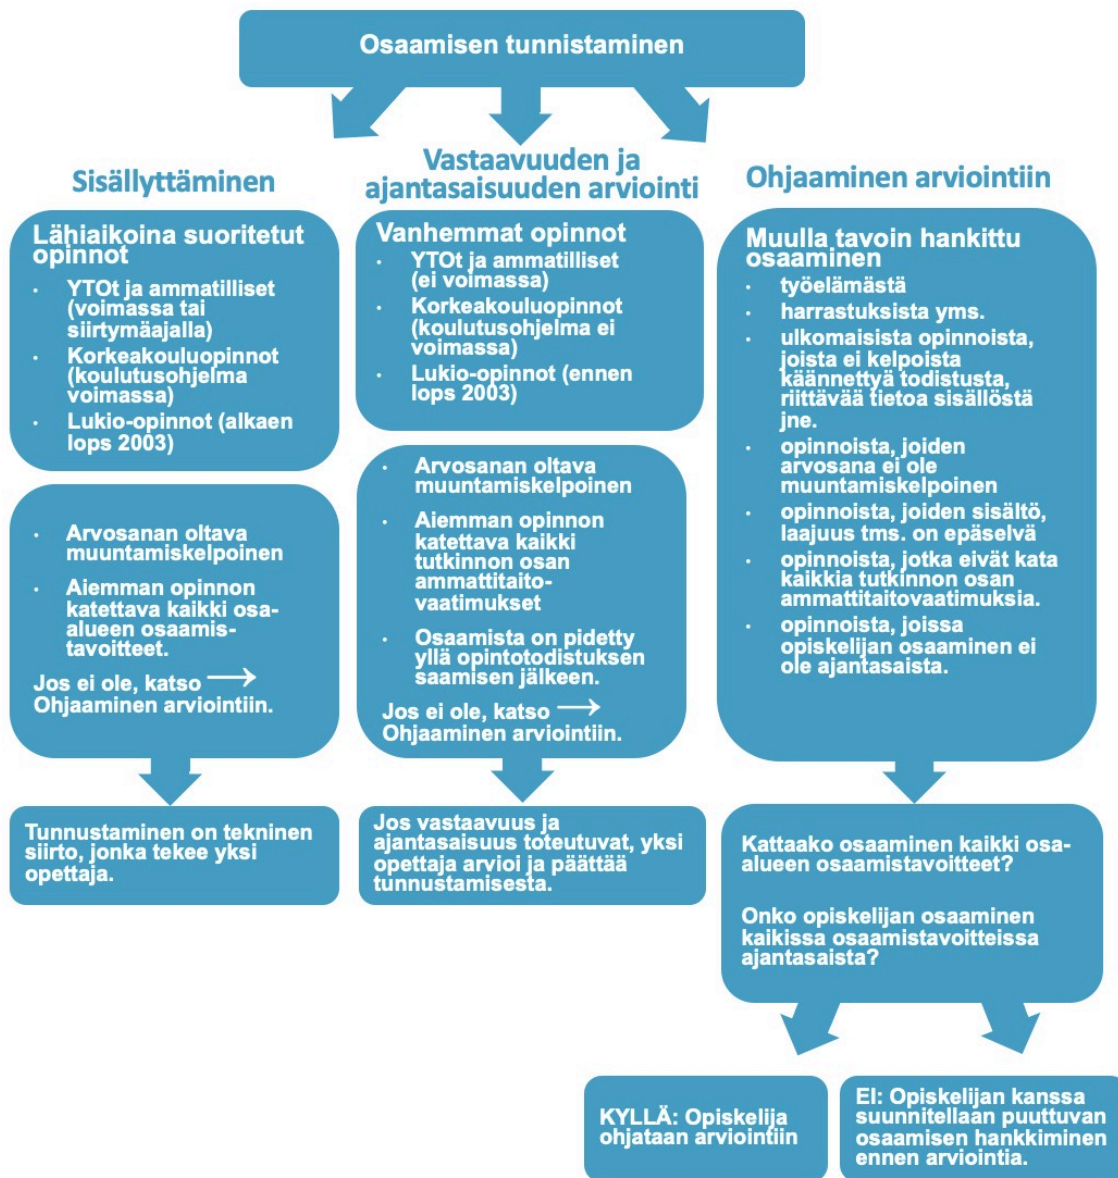 Osaamisen tunnistaminen
Sisällyttäminen
Lähiaikoina suoritetut
opinnot
• YTOt ja ammatilliset
(voimassa tai
siirtymäajalla)
• Korkeakouluopinnot
(koulutusohjelma
voimassa)
• Lukio-opinnot (alkaen
lops 2003)
• Arvosanan oltava
muuntamiskelpoinen
• Aiemman opinnon
katettava kaikki osa-
alueen osaamis-
tavoitteet.
Jos ei ole, katso →
Ohjaaminen arviointiin.
Tunnustaminen on tekninen
siirto, jonka tekee yksi
opettaja.
Vastaavuuden ja
ajantasaisuuden arviointi
Vanhemmat opinnot
• YTOt ja ammatilliset
(ei voimassa)
• Korkeakouluopinnot
(koulutusohjelma ei
voimassa)
• Lukio-opinnot (ennen
lops 2003)
• Arvosanan oltava
muuntamiskelpoinen
• Aiemman opinnon
katettava kaikki
tutkinnon osan
ammattitaito-
vaatimukset
• Osaamista on pidetty
yllä opintotodistuksen
saamisen jälkeen.
Jos ei ole, katso →
Ohjaaminen arviointiin.
Jos vastaavuus ja
ajantasaisuus toteutuvat, yksi
opettaja arvioi ja päättää
tunnustamisesta.
Ohjaaminen arviointiin
Muulla tavoin hankittu
osaaminen
• työelämästä
• harrastuksista yms.
• ulkomaisista opinnoista,
joista ei kelpoista
käännettyä todistusta,
riittävää tietoa sisällöstä
jne.
• opinnoista, joiden
arvosana ei ole
muuntamiskelpoinen
• opinnoista, joiden sisältö,
laajuus tms. on epäselvä
• opinnoista, jotka eivät kata
kaikkia tutkinnon osan
ammattitaitovaatimuksia.
• opinnoista, joissa
opiskelijan osaaminen ei
ole ajantasaista.
Kattaako osaaminen kaikki osa-
alueen osaamistavoitteet?
Onko opiskelijan osaaminen
kaikissa osaamistavoitteissa
ajantasaista?
KYLLÄ: Opiskelija
ohjataan arviointiin
EI: Opiskelijan kanssa
suunnitellaan puuttuvan
osaamisen hankkiminen
ennen arviointia.